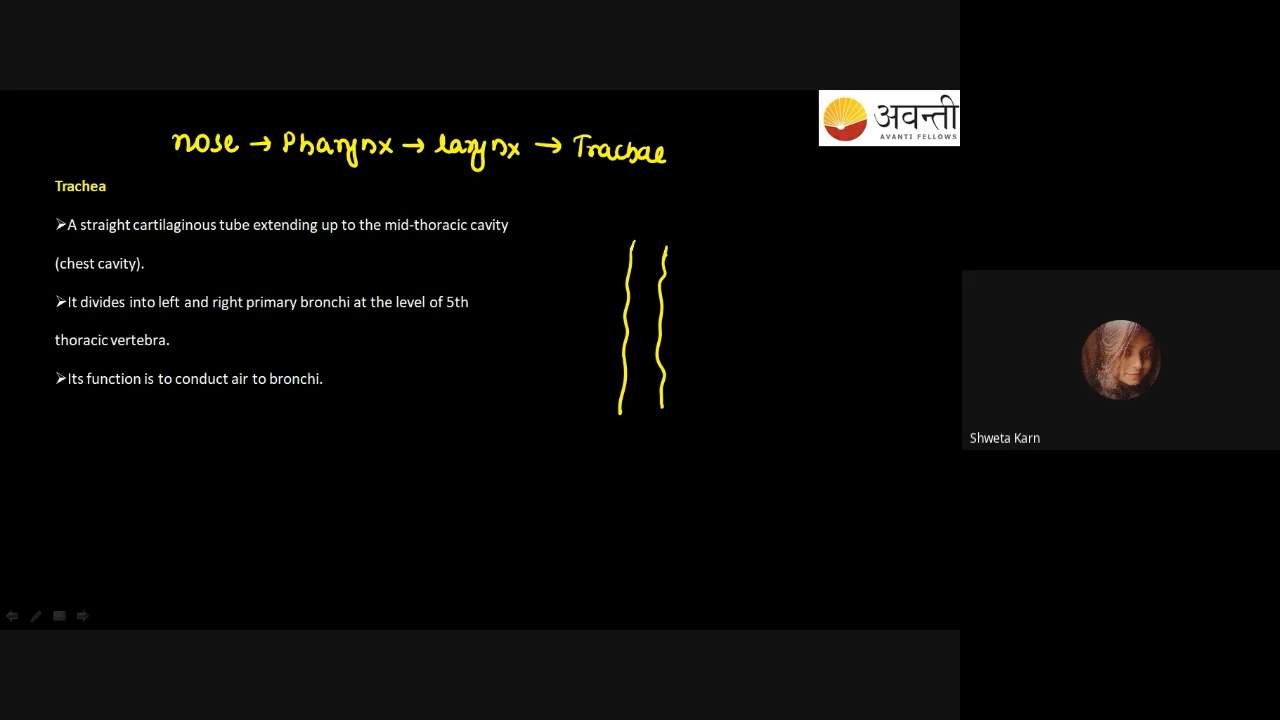 अवन्ती
AVANTI FELLOWS
nose → Pharynx → larynx → Trachae
Trachea
➢A straight cartilaginous tube extending up to the mid-thoracic cavity
(chest cavity).
➢It divides into left and right primary bronchi at the level of 5th
thoracic vertebra.
➢Its function is to conduct air to bronchi.
Shweta Karn